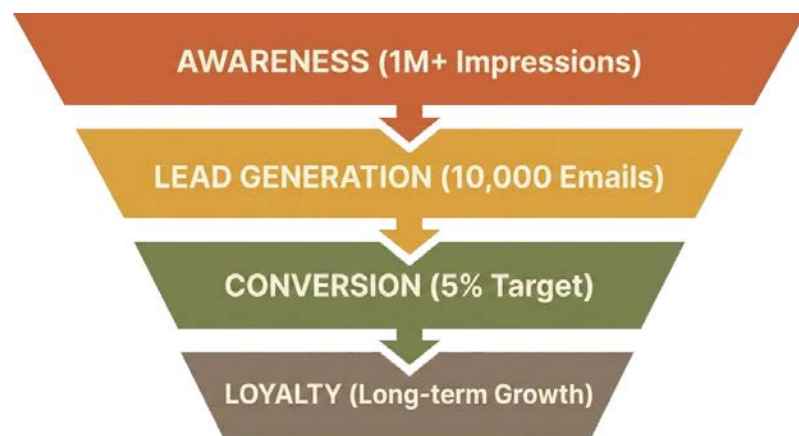 AWARENESS (1M+ Impressions)
LEAD GENERATION (10,000 Emails)
CONVERSION (5% Target)
LOYALTY (Long-term Growth)